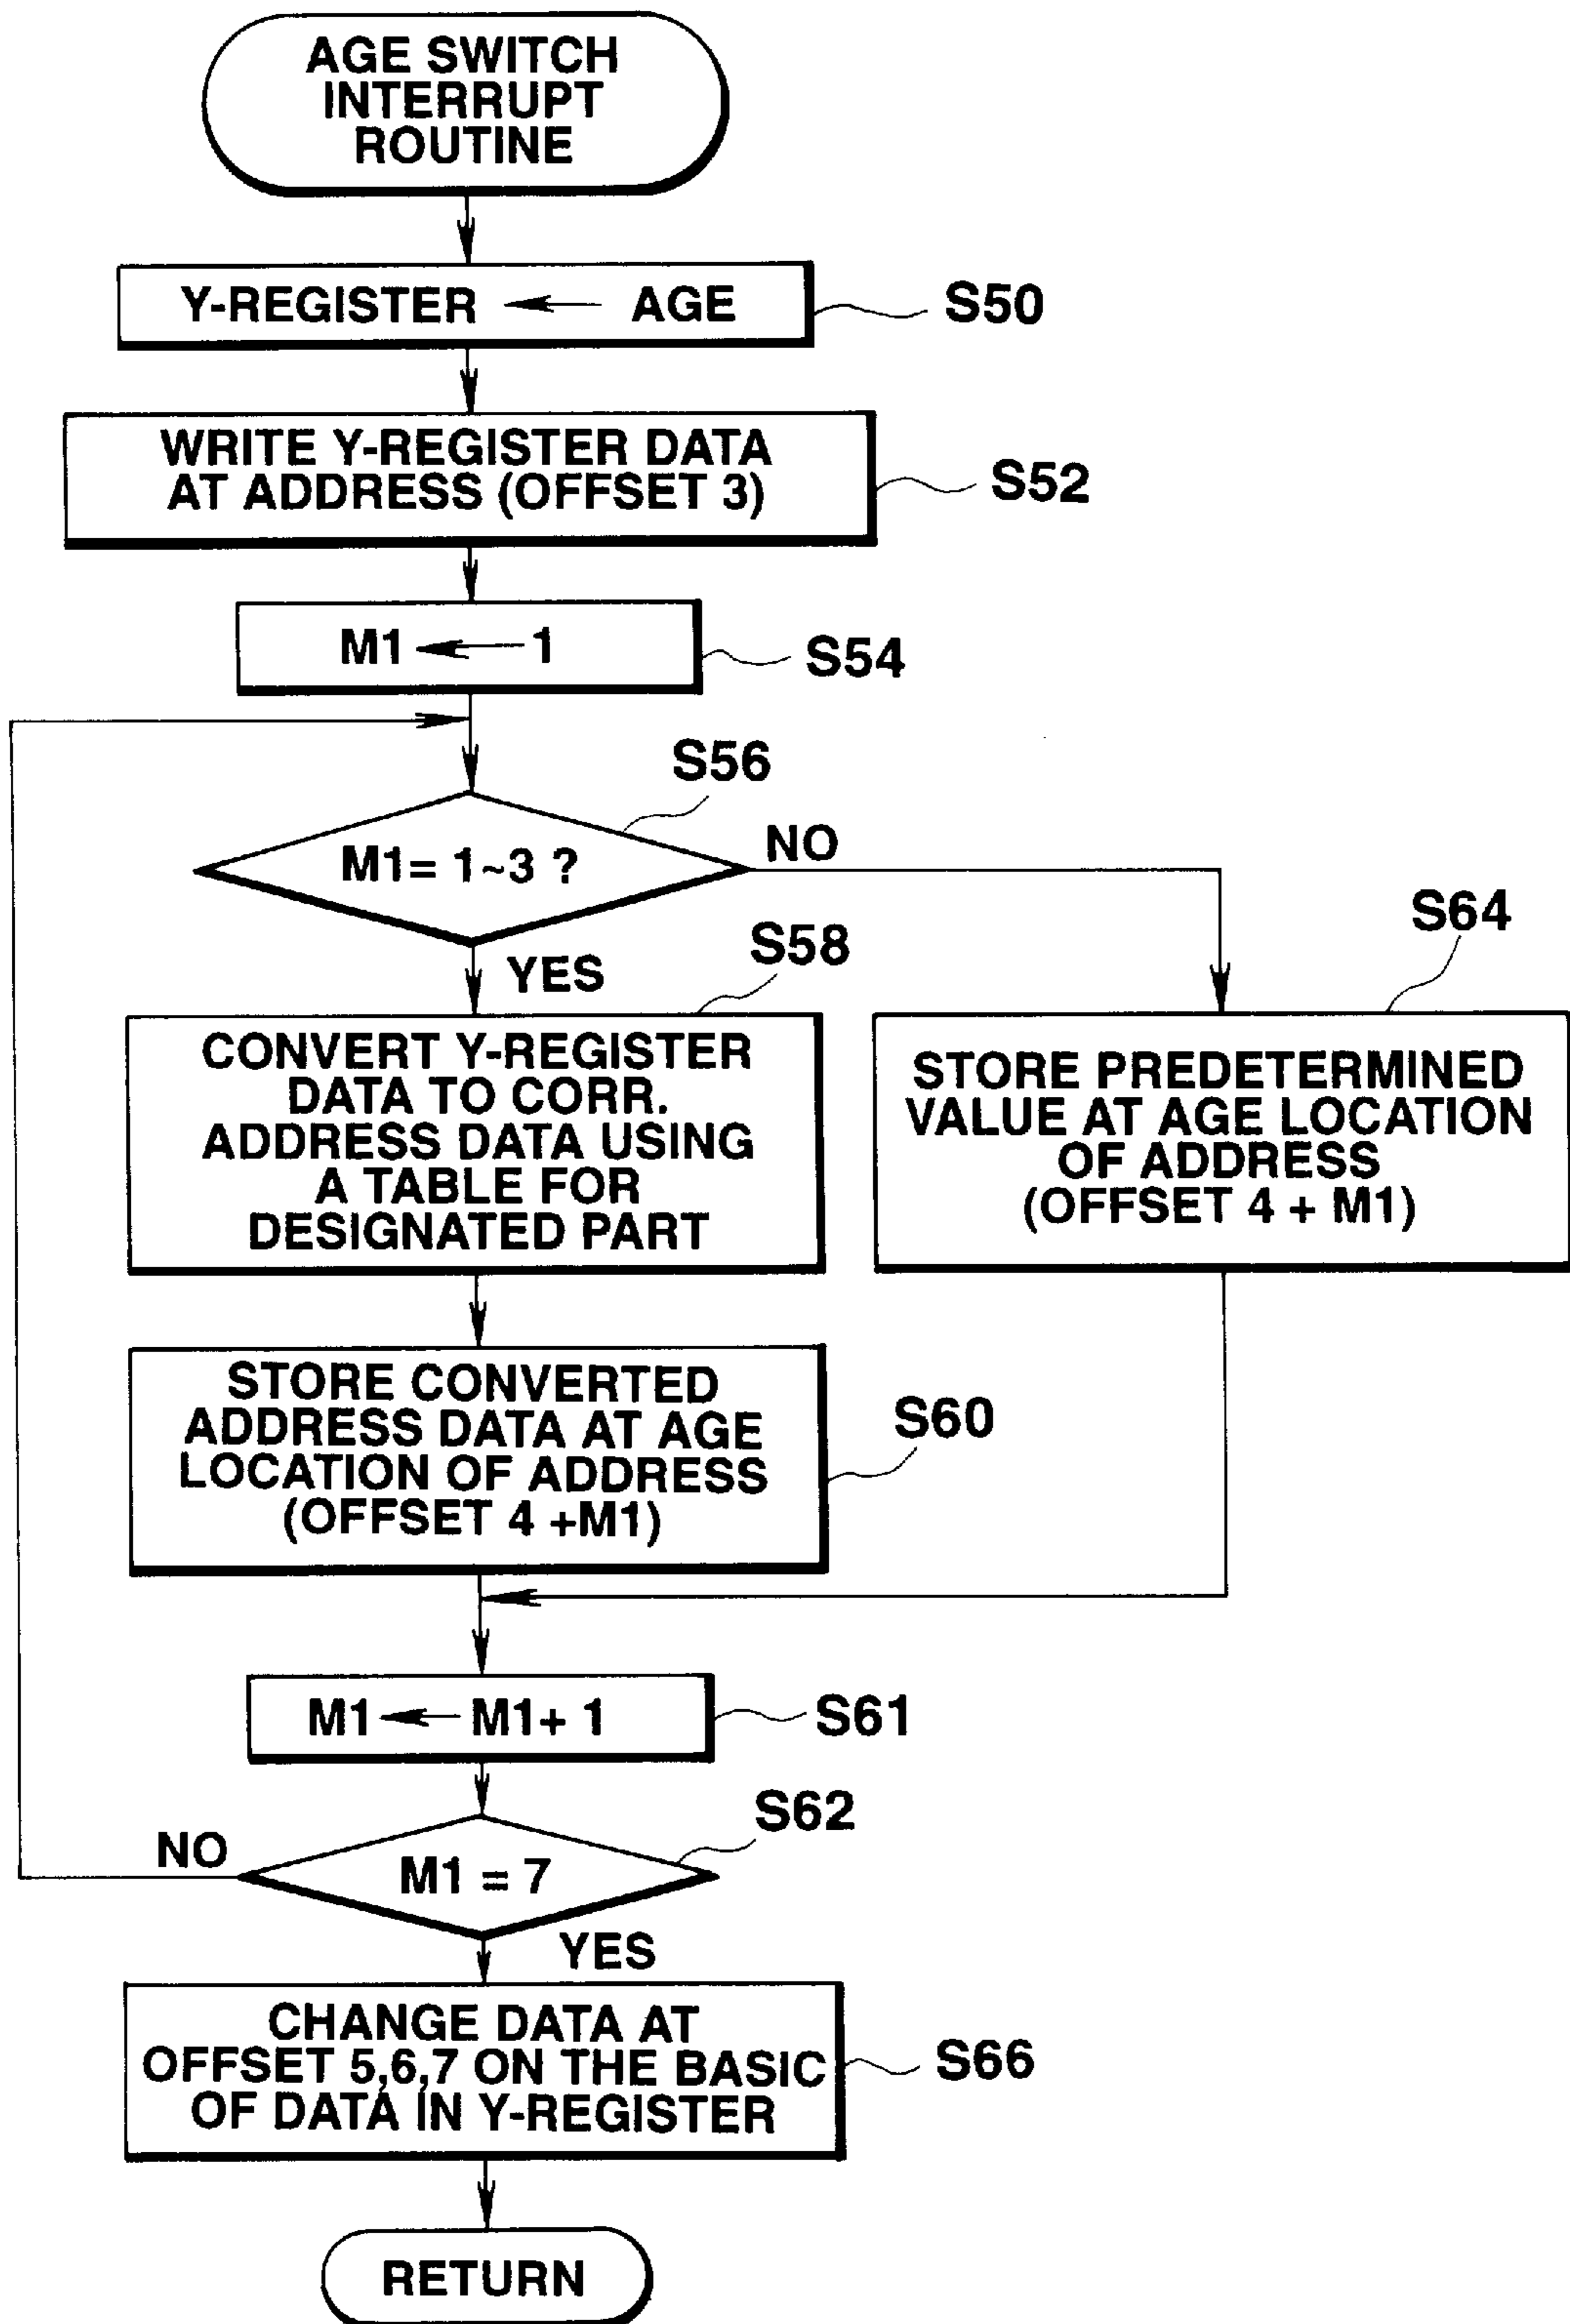 AGE SWITCH
INTERRUPT
ROUTINE
Y-REGISTER ← AGE
S50
WRITE Y-REGISTER DATA
AT ADDRESS (OFFSET 3)
S52
M1 ← 1
S54
S56
M1= 1~3 ?
NO
YES
S58
CONVERT Y-REGISTER
DATA TO CORR.
ADDRESS DATA USING
A TABLE FOR
DESIGNATED PART
S64
STORE PREDETERMINED
VALUE AT AGE LOCATION
OF ADDRESS
(OFFSET 4 + M1)
STORE CONVERTED
ADDRESS DATA AT AGE
LOCATION OF ADDRESS
(OFFSET 4 +M1)
S60
M1 ← M1+ 1
S61
S62
M1 = 7
NO
YES
CHANGE DATA AT
OFFSET 5,6,7 ON THE BASIC
OF DATA IN Y-REGISTER
S66
RETURN